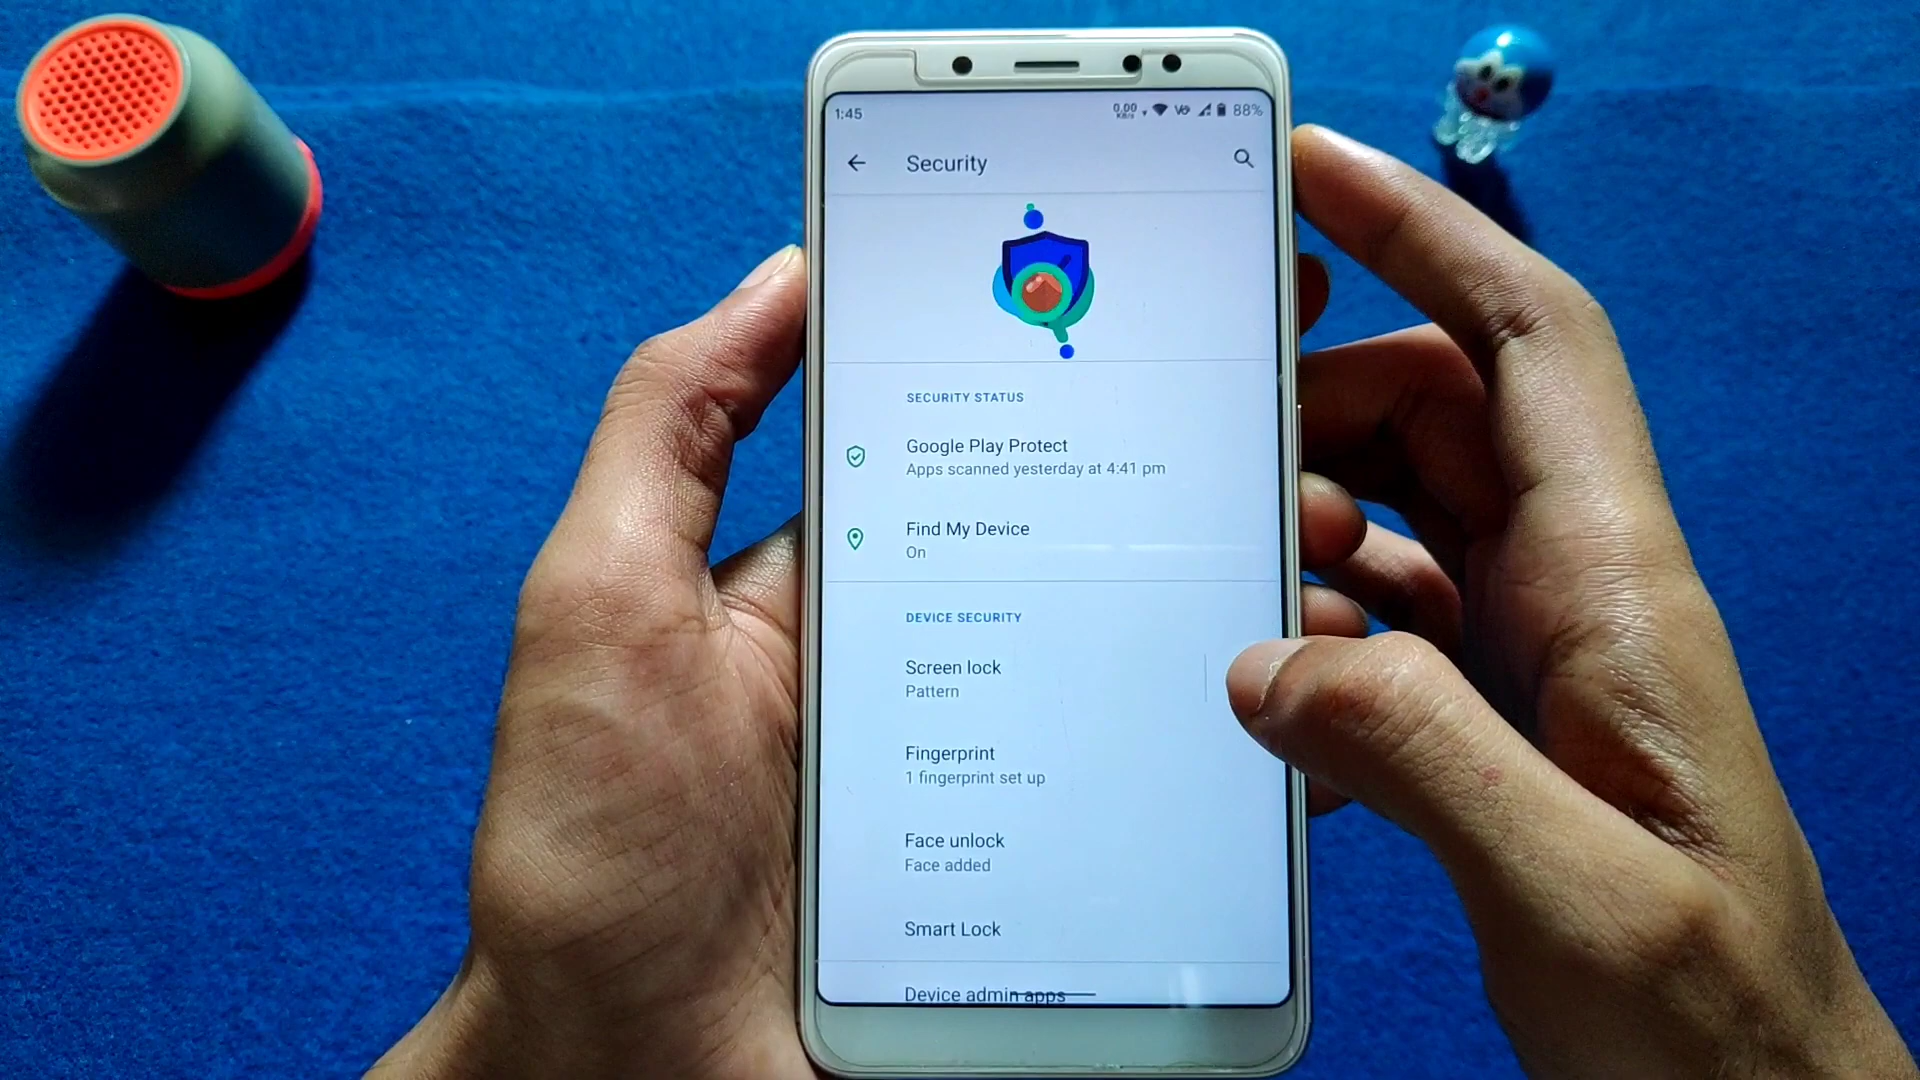 1:45
0.00
KB/s
88%
Security
SECURITY STATUS
Google Play Protect
Apps scanned yesterday at 4:41 pm
Find My Device
On
DEVICE SECURITY
Screen lock
Pattern
Fingerprint
1 fingerprint set up
Face unlock
Face added
Smart Lock
Device admin apps